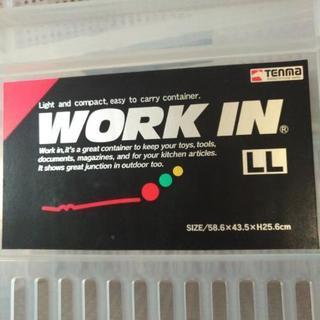 TENMA
Light and compact, easy to carry container.
WORK IN®
Work in, it's a great container to keep your toys, tools,
documents, magazines, and for your kitchen articles.
It shows great junction in outdoor too.
LL
SIZE/58.6×43.5×H25.6cm